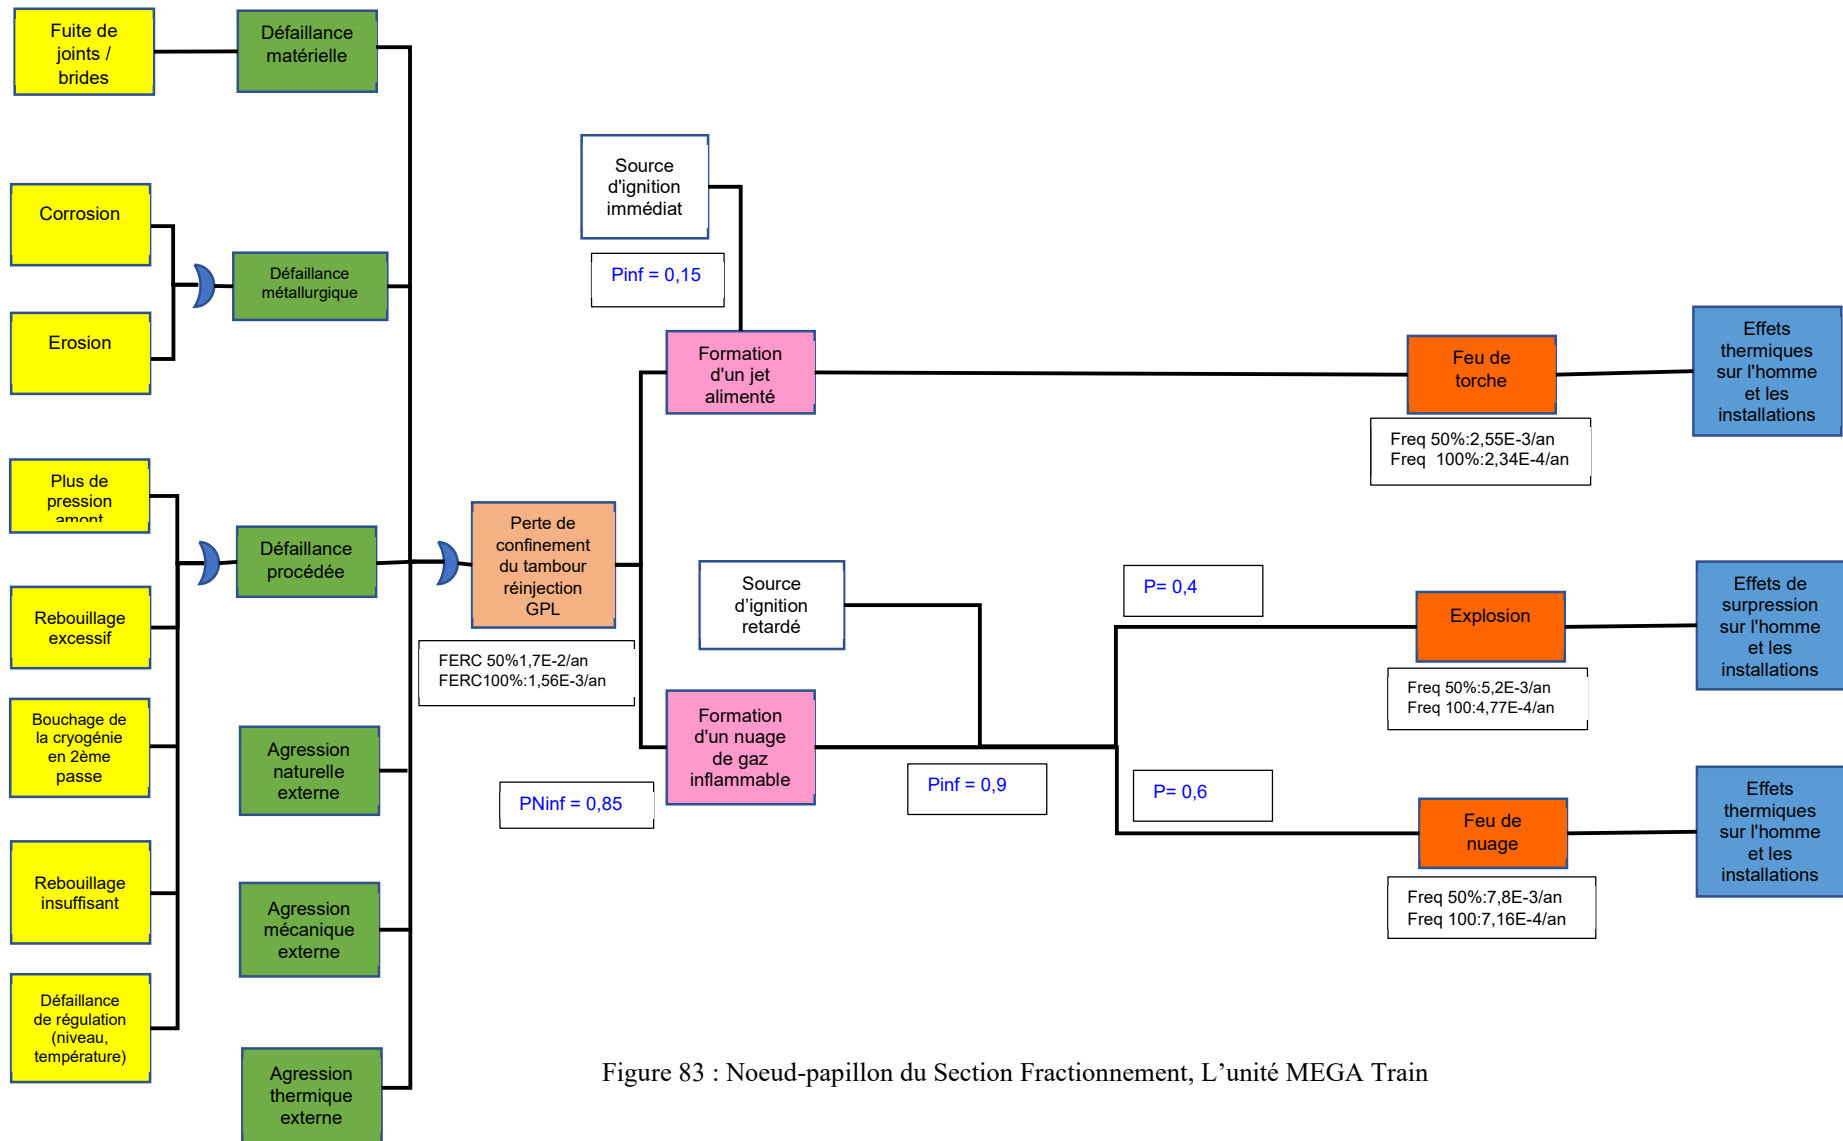 Fuite de
joints /
brides
Défaillance
matérielle
Corrosion
Erosion
Défaillance
métallurgique
Plus de
pression
amont
Rebouillage
excessif
Bouchage de
la cryogénie
en 2ème
passe
Rebouillage
insuffisant
Défaillance
de régulation
(niveau,
température)
Défaillance
procédée
Agression
naturelle
externe
Agression
mécanique
externe
Agression
thermique
externe
Perte de
confinement
du tambour
réinjection
GPL
FERC 50%1,7E-2/an
FERC100%:1,56E-3/an
Source
d'ignition
immédiat
Pinf = 0,15
Formation
d'un jet
alimenté
Feu de
torche
Freq 50%:2,55E-3/an
Freq  100%:2,34E-4/an
Effets
thermiques
sur l'homme
et les
installations
Source
d’ignition
retardé
Formation
d'un nuage
de gaz
inflammable
PNinf = 0,85
Pinf = 0,9
P= 0,4
P= 0,6
Explosion
Freq 50%:5,2E-3/an
Freq 100:4,77E-4/an
Effets de
surpression
sur l'homme
et les
installations
Feu de
nuage
Freq 50%:7,8E-3/an
Freq 100:7,16E-4/an
Effets
thermiques
sur l'homme
et les
installations
Figure 83 : Noeud-papillon du Section Fractionnement, L’unité MEGA Train